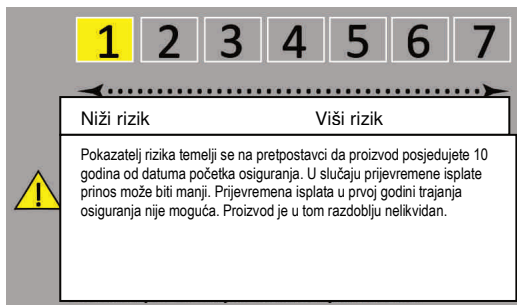 1 2 3 4 5 6 7
Niži rizik Viši rizik
Pokazatelj rizika temelji se na pretpostavci da proizvod posjedujete 10
godina od datuma početka osiguranja. U slučaju prijevremene isplate
prinos može biti manji. Prijevremena isplata u prvoj godini trajanja
osiguranja nije moguća. Proizvod je u tom razdoblju nelikvidan.